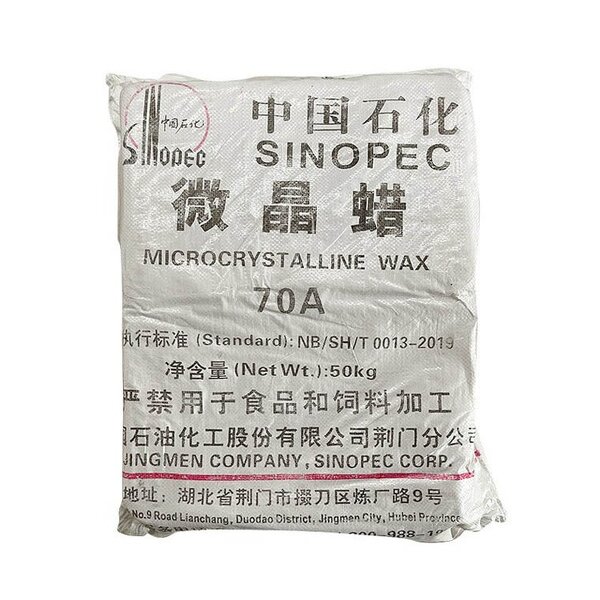 中国石化
SINOPEC
中国石化
SINOPEC
微晶蜡
MICROCRYSTALLINE WAX
70A
执行标准 (Standard): NB/SH/T 0013-2019
净含量(Net Wt.):50kg
严禁用于食品和饲料加工
国石油化工股份有限公司荆门分公司
JINGMEN COMPANY, SINOPEC CORP.
地址: 湖北省荆门市掇刀区炼厂路9号
No.9 Road Lianchang, Duodao District, Jingmen City, Hubei Province